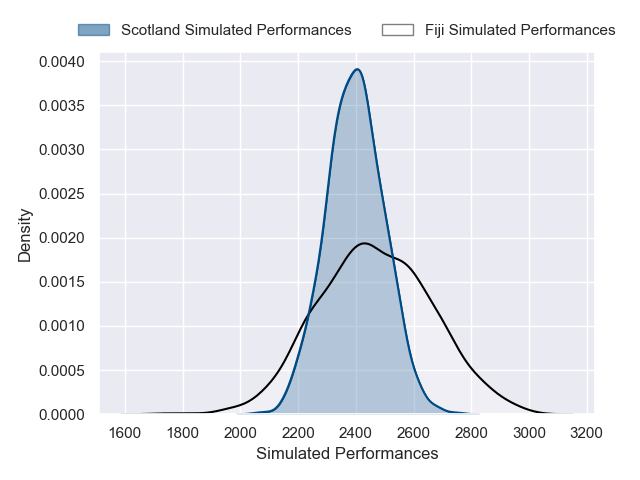 Scotland Simulated Performances
Fiji Simulated Performances
0.0040
0.0035
0.0030
0.0025
0.0020
0.0015
0.0010
0.0005
0.0000
Density
1600 1800 2000 2200 2400 2600 2800 3000 3200
Simulated Performances